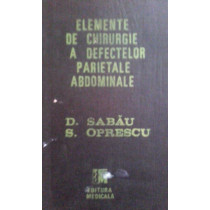 ELEMENTE
DE CHIRURGIE
A DEFECTELOR
PARIETALE
ABDOMINALE
D. SABĂU
S. OPRESCU
EDITURA
MEDICALĂ